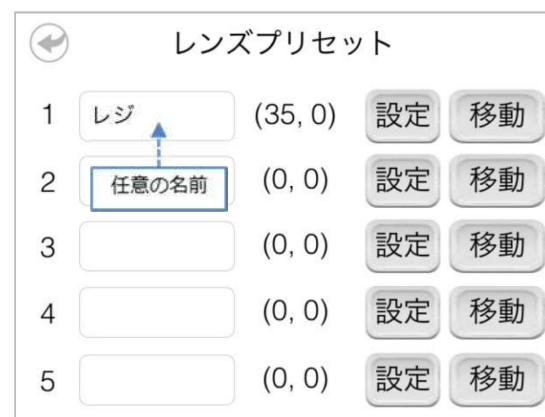 レンズプリセット
1 レジ (35, 0) 設定 移動
2 任意の名前 (0, 0) 設定 移動
3 (0, 0) 設定 移動
4 (0, 0) 設定 移動
5 (0, 0) 設定 移動